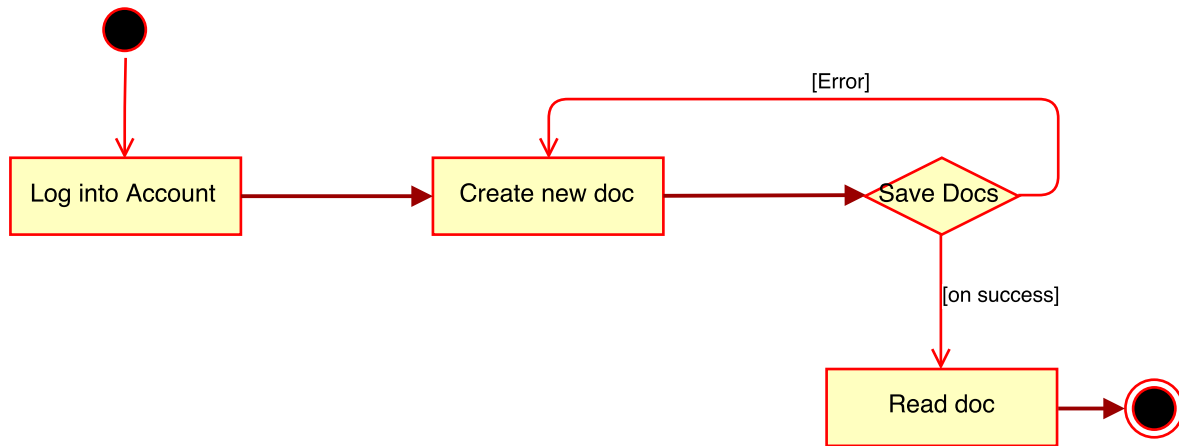 [Error]
Log into Account
Create new doc
Save Docs
[on success]
Read doc